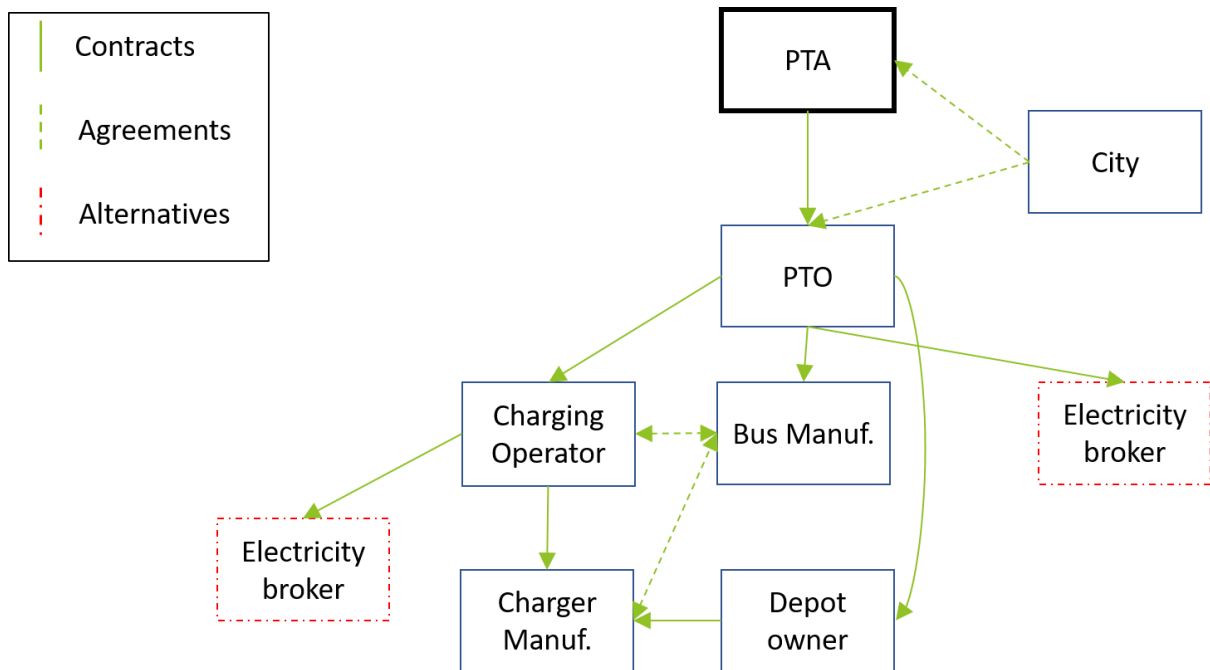 Contracts
Agreements
Alternatives
PTA
City
PTO
Charging
Operator
Bus Manuf.
Electricity
broker
Electricity
broker
Charger
Manuf.
Depot
owner